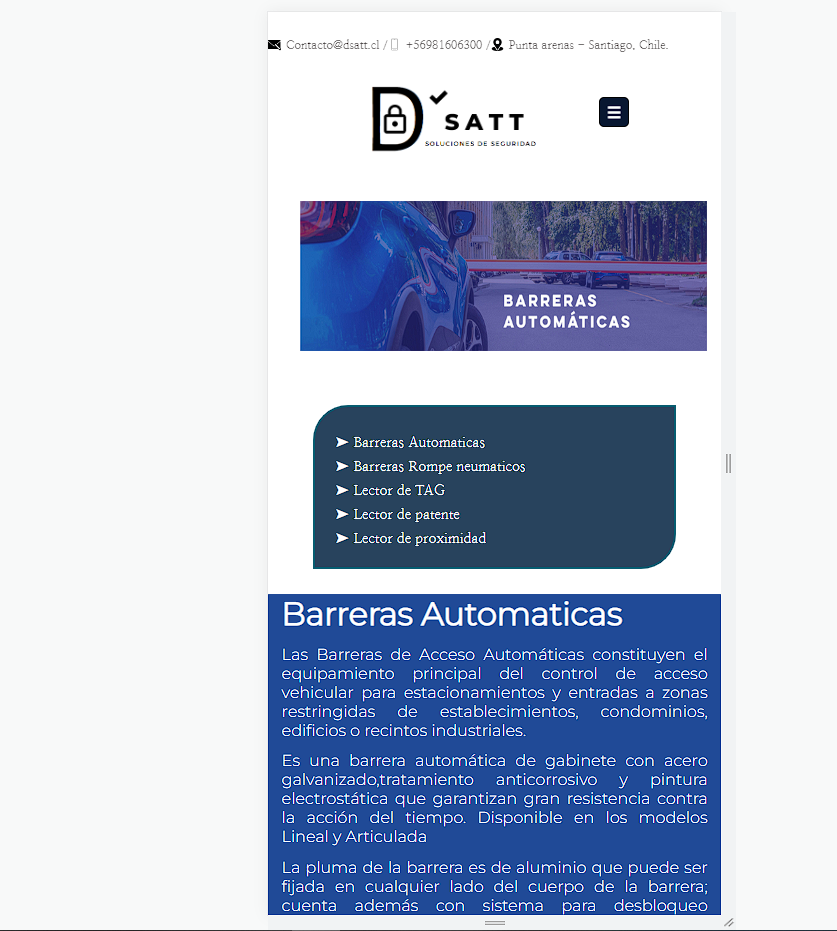 Contacto@dsatt.cl / +56981606300 / Punta arenas - Santiago, Chile.
D SATT
SOLUCIONES DE SEGURIDAD
BARRERAS
AUTOMÁTICAS
➤ Barreras Automaticas
➤ Barreras Rompe neumaticos
➤ Lector de TAG
➤ Lector de patente
➤ Lector de proximidad
Barreras Automaticas
Las Barreras de Acceso Automáticas constituyen el
equipamiento principal del control de acceso
vehicular para estacionamientos y entradas a zonas
restringidas de establecimientos, condominios,
edificios o recintos industriales.
Es una barrera automática de gabinete con acero
galvanizado,tratamiento anticorrosivo y pintura
electrostática que garantizan gran resistencia contra
la acción del tiempo. Disponible en los modelos
Lineal y Articulada
La pluma de la barrera es de aluminio que puede ser
fijada en cualquier lado del cuerpo de la barrera;
cuenta además con sistema para desbloqueo